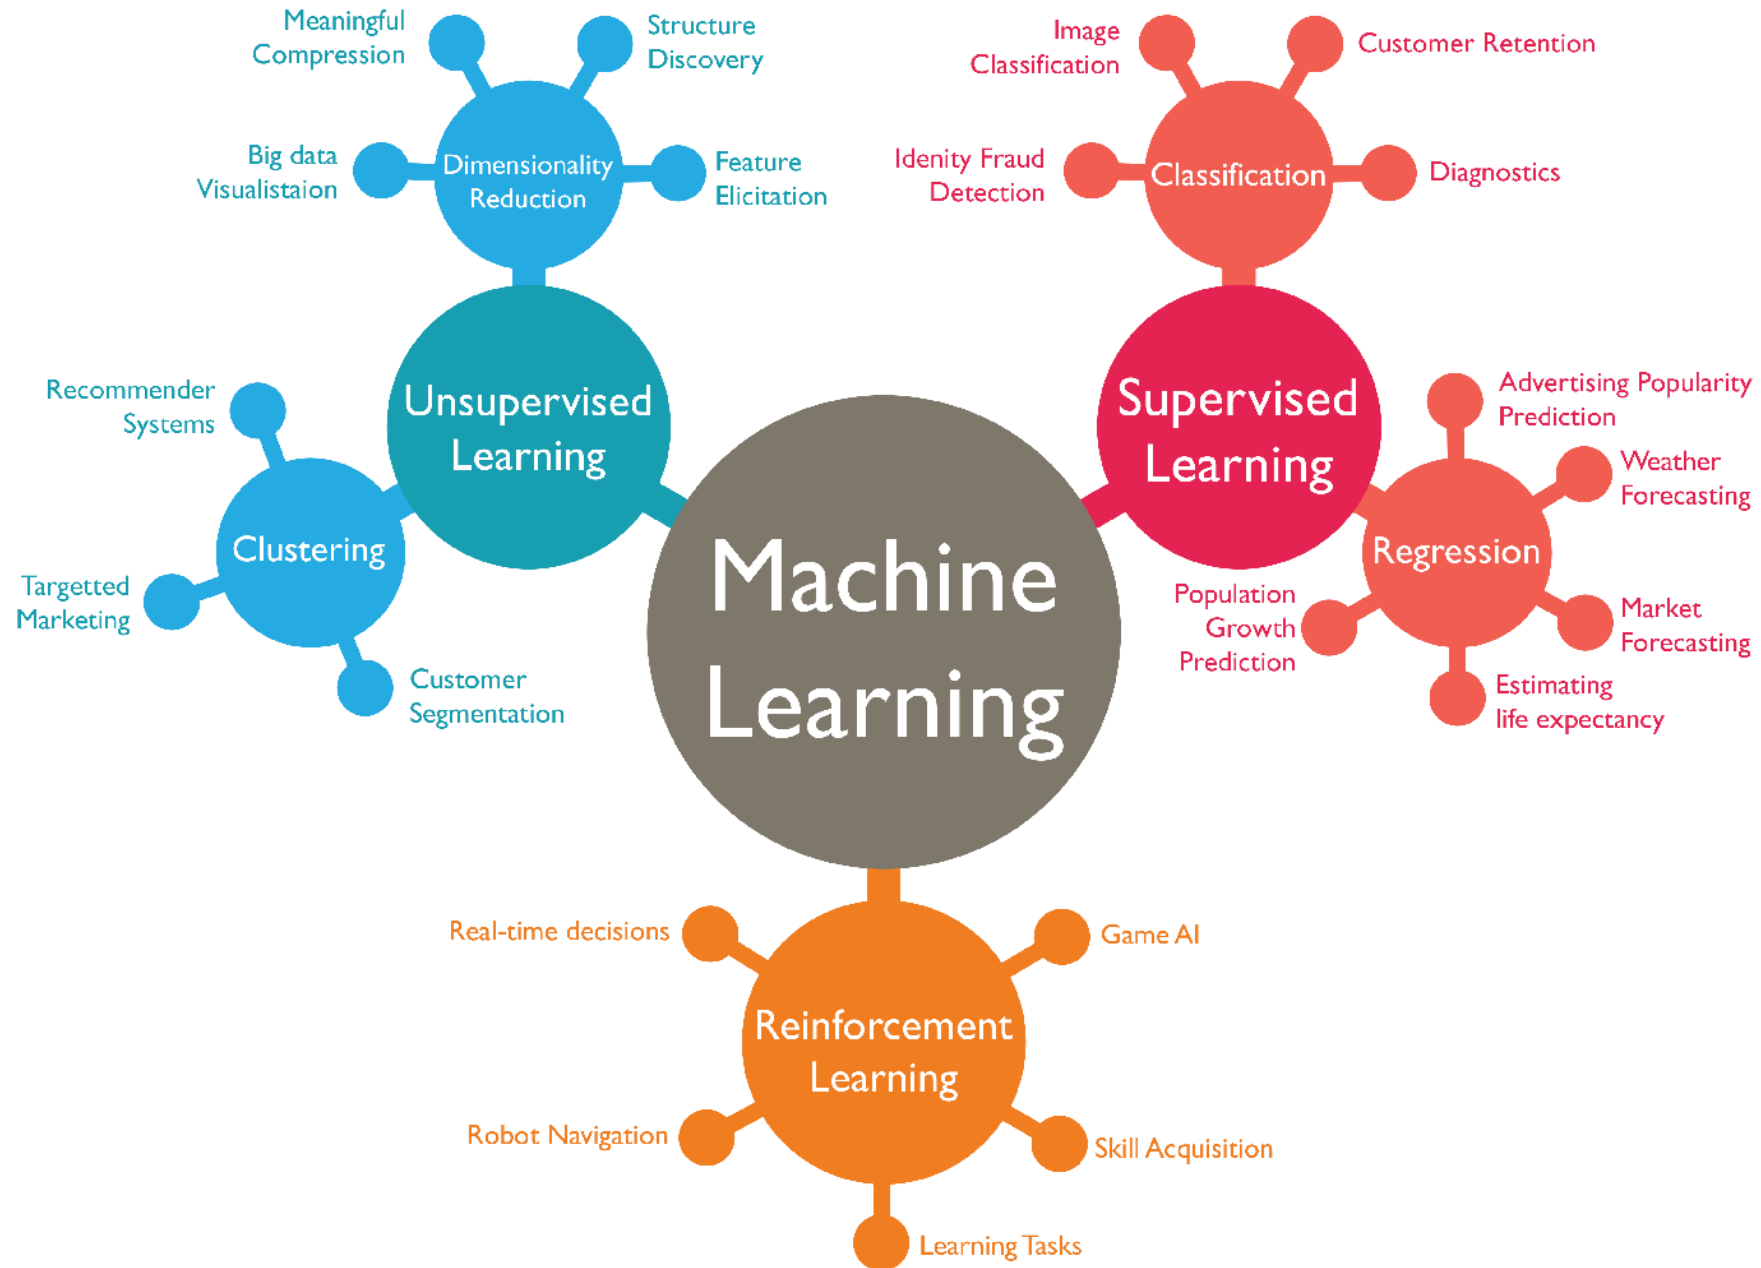 Meaningful
Compression
Structure
Discovery
Big data
Visualistaion
Dimensionality
Reduction
Feature
Elicitation
Image
Classification
Customer Retention
Idenity Fraud
Detection
Classification
Diagnostics
Unsupervised
Learning
Recommender
Systems
Clustering
Targetted
Marketing
Customer
Segmentation
Supervised
Learning
Advertising Popularity
Prediction
Weather
Forecasting
Regression
Population
Growth
Prediction
Market
Forecasting
Estimating
life expectancy
Machine
Learning
Real-time decisions
Game AI
Reinforcement
Learning
Robot Navigation
Skill Acquisition
Learning Tasks